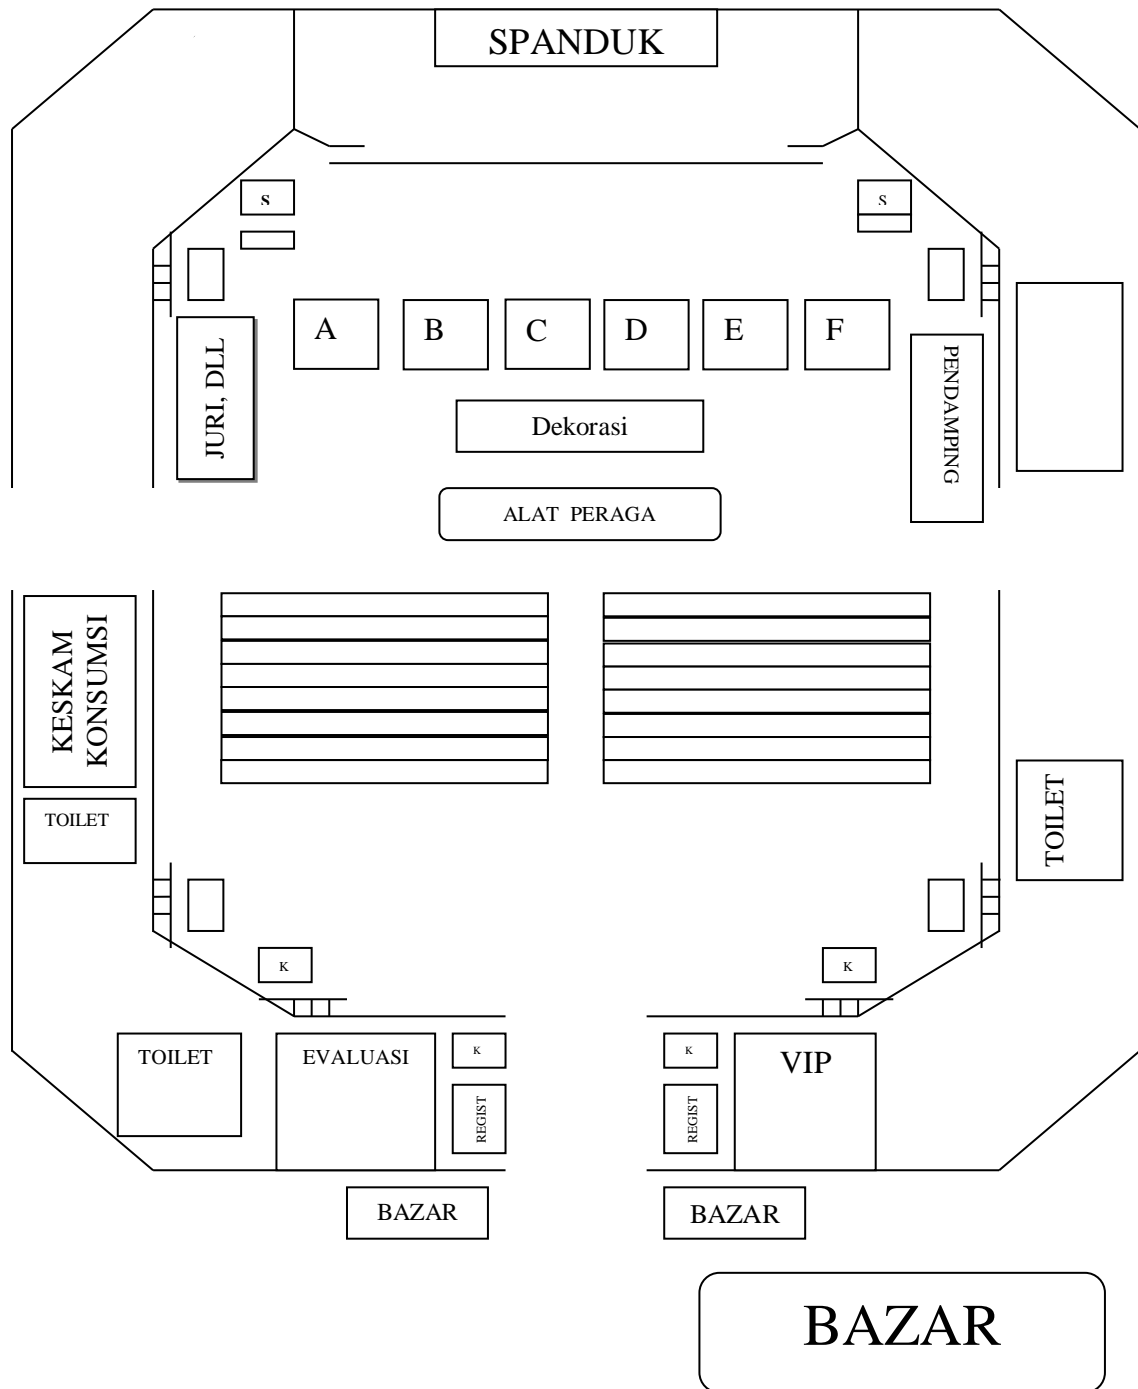 SPANDUK
S
S
A
B
C
D
E
F
JURI, DLL
PENDAMPING
Dekorasi
ALAT PERAGA
KESKAM
KONSUMSI
TOILET
TOILET
K
K
TOILET
EVALUASI
K
K
VIP
REGIST
REGIST
BAZAR
BAZAR
BAZAR